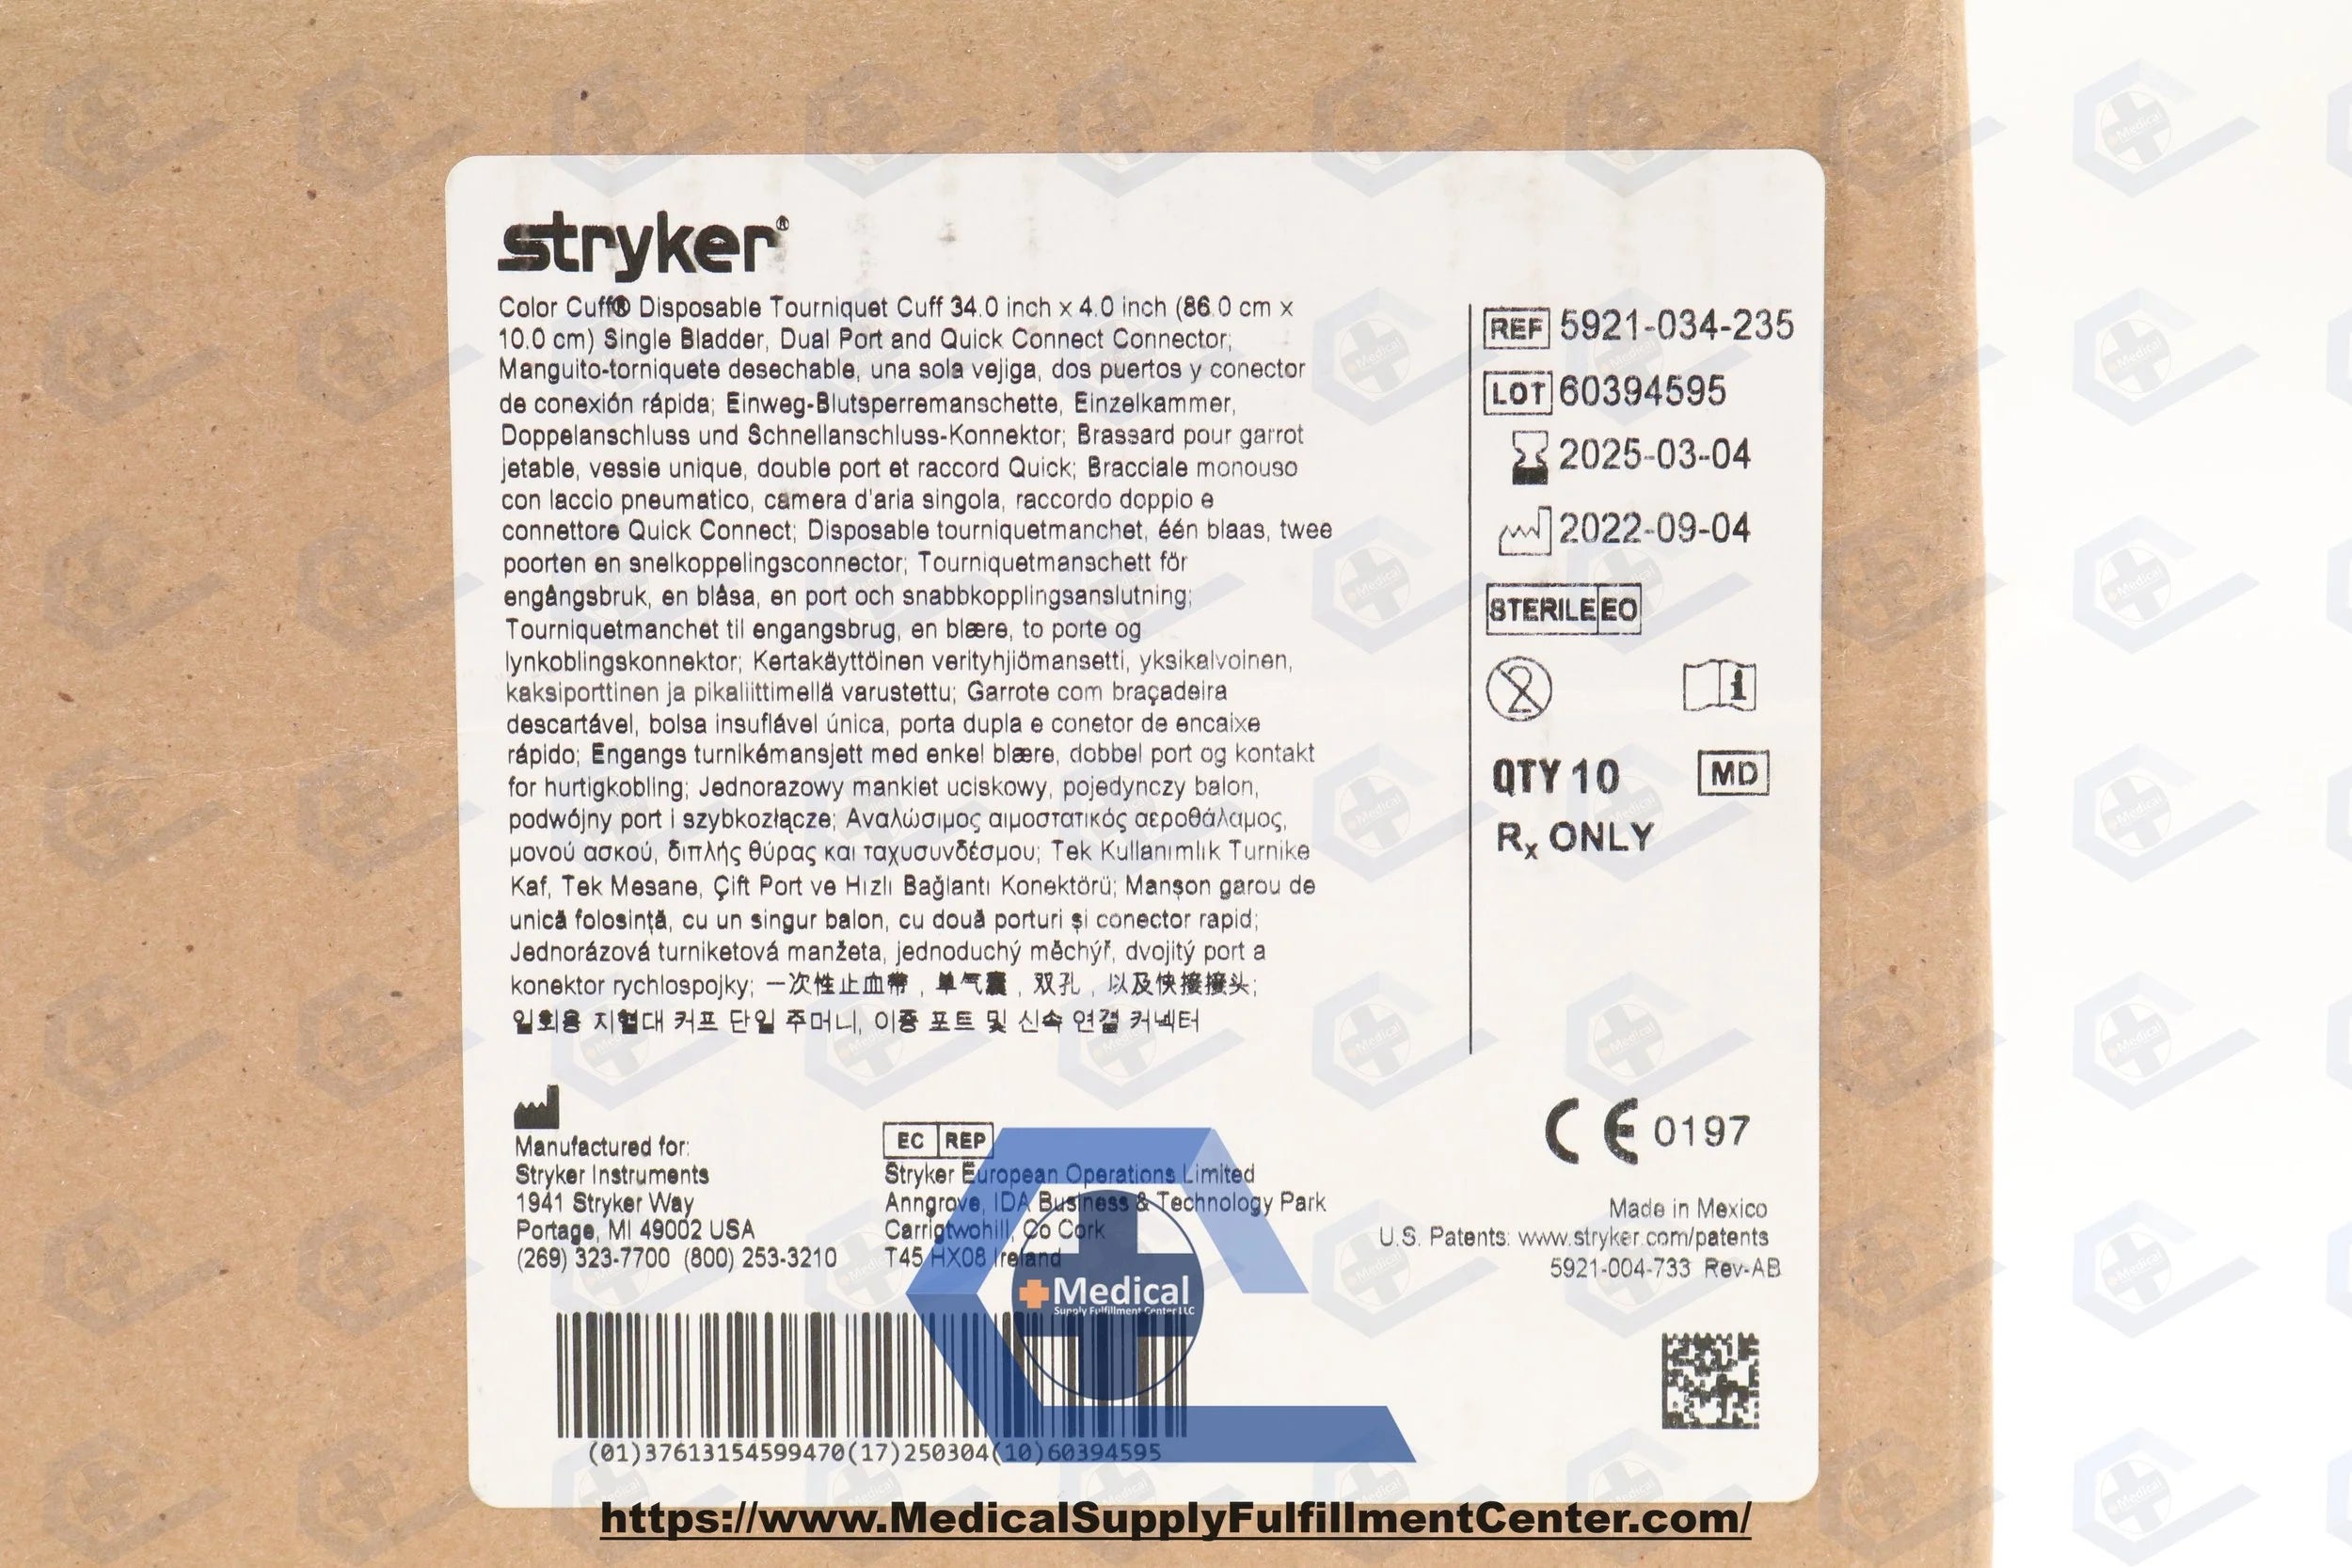 stryker®
Color Cuff® Disposable Tourniquet Cuff 34.0 inch x 4.0 inch (86.0 cm x
10.0 cm) Single Bladder, Dual Port and Quick Connect Connector;
Manguito-torniquete desechable, una sola vejiga, dos puertos y conector
de conexión rápida; Einweg-Blutsperremanschette, Einzelkammer,
Doppelanschluss und Schnellanschluss-Konnektor; Brassard pour garrot
jetable, vessie unique, double port et raccord Quick; Bracciale monouso
con laccio pneumatico, camera d'aria singola, raccordo doppio e
connettore Quick Connect; Disposable tourniquetmanchet, één blaas, twee
poorten en snelkoppelingsconnector; Tourniquetmanschett för
engångsbruk, en blåsa, en port och snabbkopplingsanslutning;
Tourniquetmanchet til engangsbrug, en blære, to porte og
lynkoblingskonnektor; Kertakäyttöinen verityhjiömansetti, yksikalvoinen,
kaksiporttinen ja pikaliittimellä varustettu; Garrote com braçadeira
descartável, bolsa insuflável única, porta dupla e conetor de encaixe
rápido; Engangs turnikémansjett med enkel blære, dobbel port og kontakt
for hurtigkobling; Jednorazowy mankiet uciskowy, pojedynczy balon,
podwójny port i szybkozłącze; Αναλώσιμος αιμοστατικός αεροθάλαμος,
μονού ασκού, διπλής θύρας και ταχυσυνδέσμου; Tek Kullanımlık Turnike
Kaf, Tek Mesane, Çift Port ve Hızlı Bağlantı Konektörü; Manşon garou de
unică folosinţă, cu un singur balon, cu două porturi şi conector rapid;
Jednorázová turniketová manžeta, jednoduchý měchýř, dvojitý port a
konektor rychlospojky; 一次性止血带, 单气囊, 双孔, 以及快接接头;
일회용 지혈대 커프 단일 주머니, 이중 포트 및 신속 연결 커넥터
REF 5921-034-235
LOT 60394595
2025-03-04
2022-09-04
STERILE EO
2
i
QTY 10 MD
Rx ONLY
Manufactured for:
Stryker Instruments
1941 Stryker Way
Portage, MI 49002 USA
(269) 323-7700 (800) 253-3210
EC REP
Stryker European Operations Limited
Anngrove, IDA Business & Technology Park
Carrigtwohill, Co Cork
T45 HX08 Ireland
CE 0197
Made in Mexico
U.S. Patents: www.stryker.com/patents
5921-004-733 Rev-AB
Medical
Supply Fulfillment Center LLC
(01)37613154599470(17)250304(10)60394595
https://www.MedicalSupplyFulfillmentCenter.com/